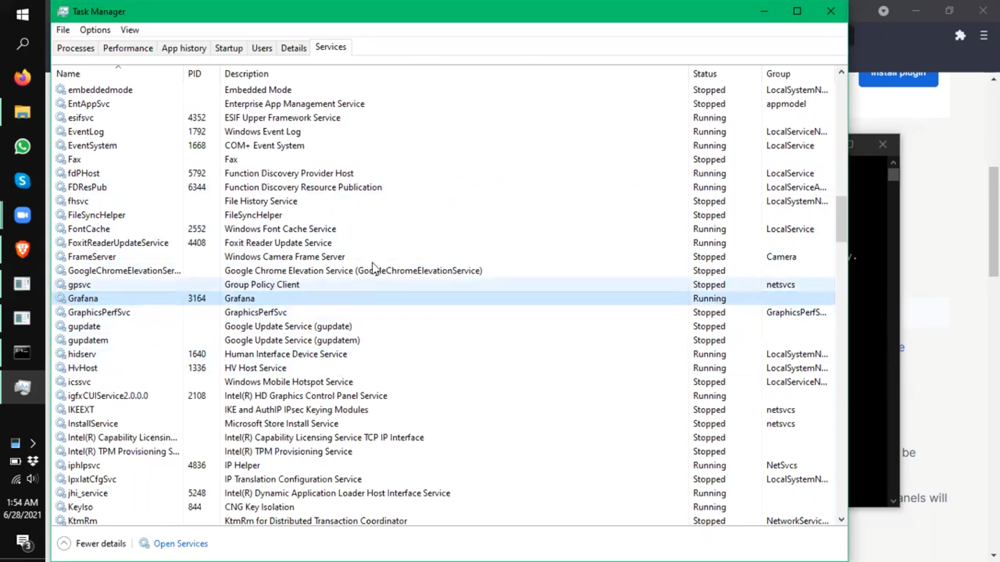 Task Manager
File Options View
Processes Performance App history Startup Users Details Services
Name PID Description Status Group
embeddedmode Embedded Mode Stopped LocalSystemN...
EntAppSvc Enterprise App Management Service Stopped appmodel
esifsvc 4352 ESIF Upper Framework Service Running
EventLog 1792 Windows Event Log Running LocalServiceN...
EventSystem 1668 COM+ Event System Running LocalService
Fax Fax Stopped
fdPHost 5792 Function Discovery Provider Host Running LocalService
FDResPub 6344 Function Discovery Resource Publication Running LocalServiceA...
fhsvc File History Service Stopped LocalSystemN...
FileSyncHelper FileSyncHelper Stopped
FontCache 2552 Windows Font Cache Service Running LocalService
FoxitReaderUpdateService 4408 Foxit Reader Update Service Running
FrameServer Windows Camera Frame Server Stopped Camera
GoogleChromeElevationSer... Google Chrome Elevation Service (GoogleChromeElevationService) Stopped
gpsvc Group Policy Client Stopped netsvcs
Grafana 3164 Grafana Running
GraphicsPerfSvc GraphicsPerfSvc Stopped GraphicsPerfS...
gupdate Google Update Service (gupdate) Stopped
gupdatem Google Update Service (gupdatem) Stopped
hidserv 1640 Human Interface Device Service Running LocalSystemN...
HvHost 1336 HV Host Service Running LocalSystemN...
icssvc Windows Mobile Hotspot Service Stopped LocalServiceN...
igfxCUIService2.0.0.0 2108 Intel(R) HD Graphics Control Panel Service Running
IKEEXT IKE and AuthIP IPsec Keying Modules Stopped netsvcs
InstallService Microsoft Store Install Service Stopped netsvcs
Intel(R) Capability Licensin... Intel(R) Capability Licensing Service TCP IP Interface Stopped
Intel(R) TPM Provisioning S... Intel(R) TPM Provisioning Service Stopped
iphlpsvc 4836 IP Helper Running NetSvcs
IpxlatCfgSvc IP Translation Configuration Service Stopped LocalSystemN...
jhi_service 5248 Intel(R) Dynamic Application Loader Host Interface Service Running
KeyIso 844 CNG Key Isolation Running
KtmRm KtmRm for Distributed Transaction Coordinator Stopped NetworkServic...
Fewer details Open Services
Install plugin
y.
e
be
anels will
1:54 AM
6/28/2021
3